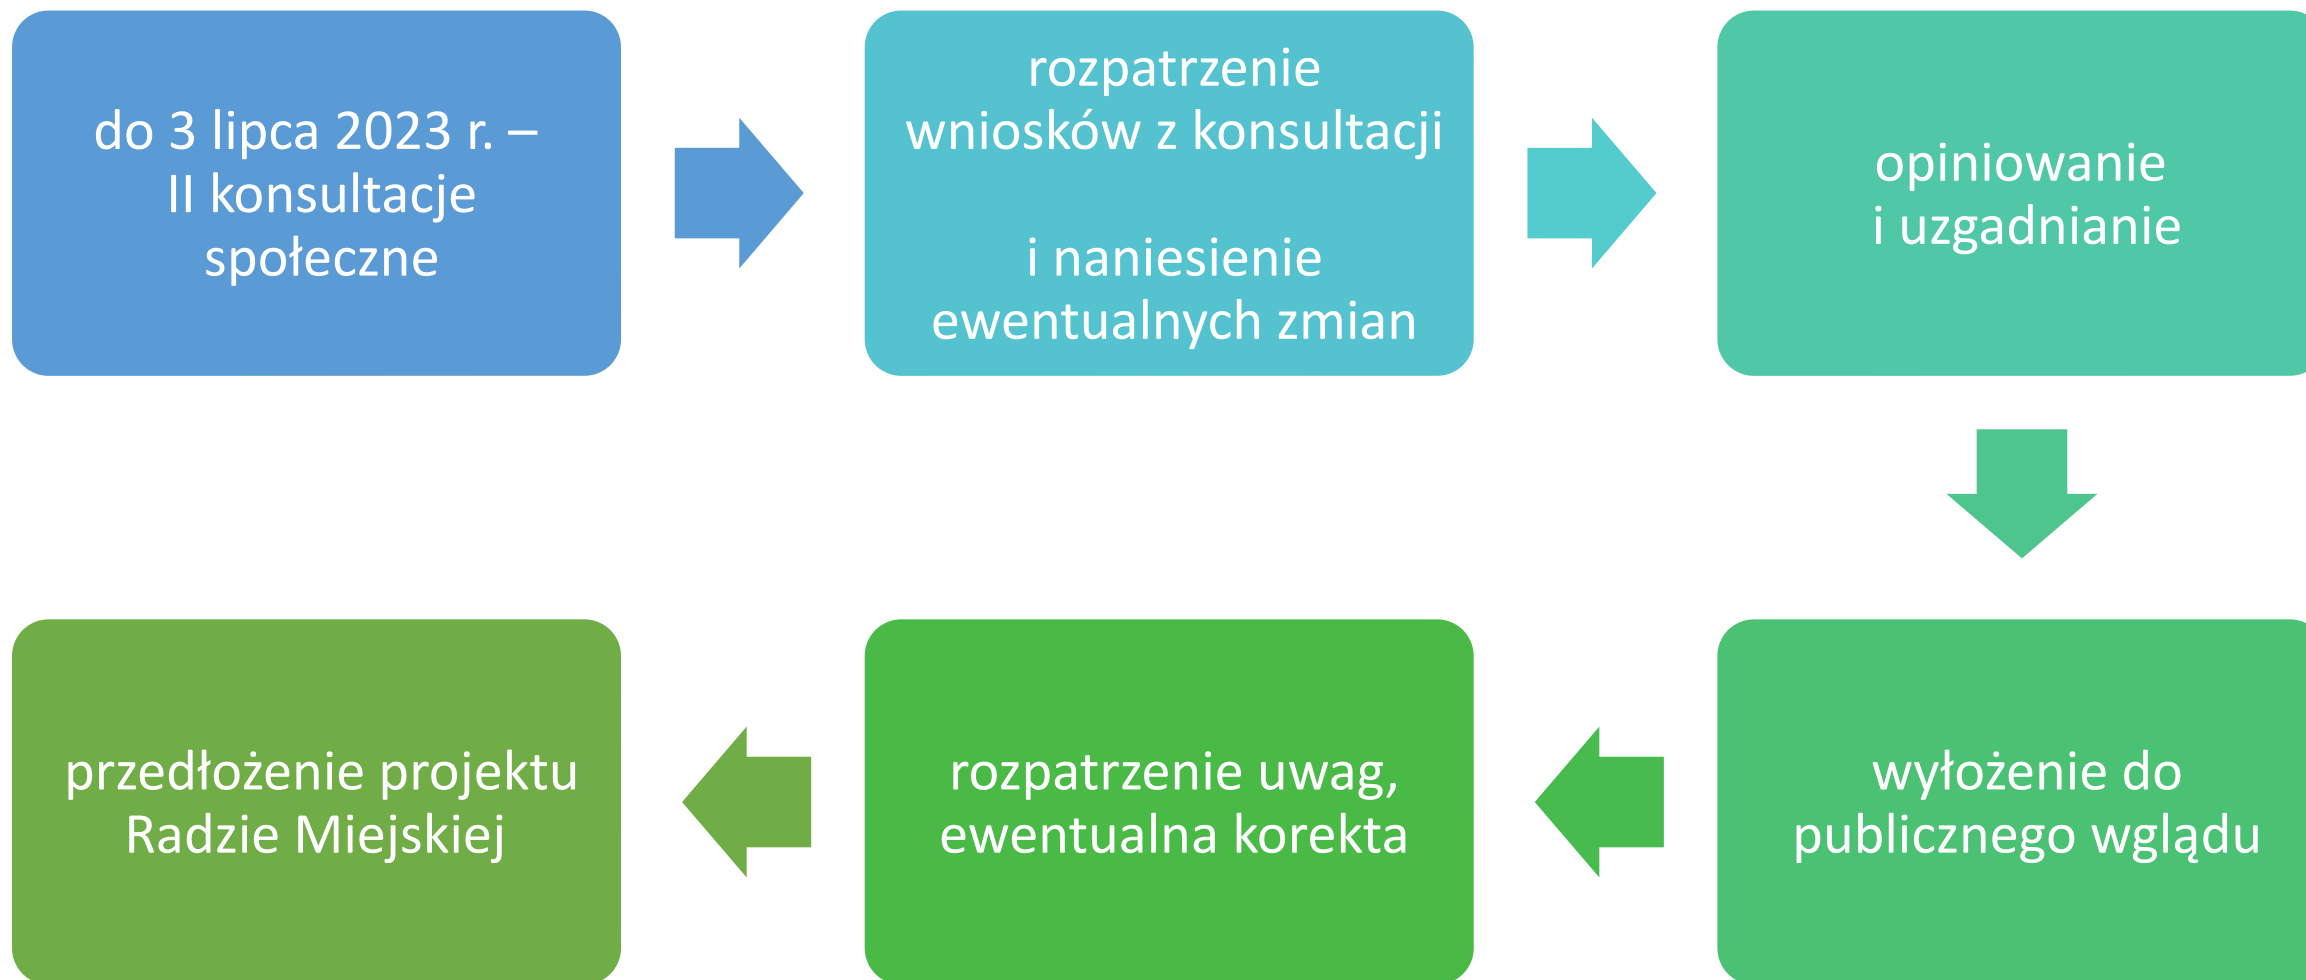 do 3 lipca 2023 r. –
II konsultacje
społeczne
rozpatrzenie
wniosków z konsultacji
i naniesienie
ewentualnych zmian
opiniowanie
i uzgadnianie
wyłożenie do
publicznego wglądu
rozpatrzenie uwag,
ewentualna korekta
przedłożenie projektu
Radzie Miejskiej